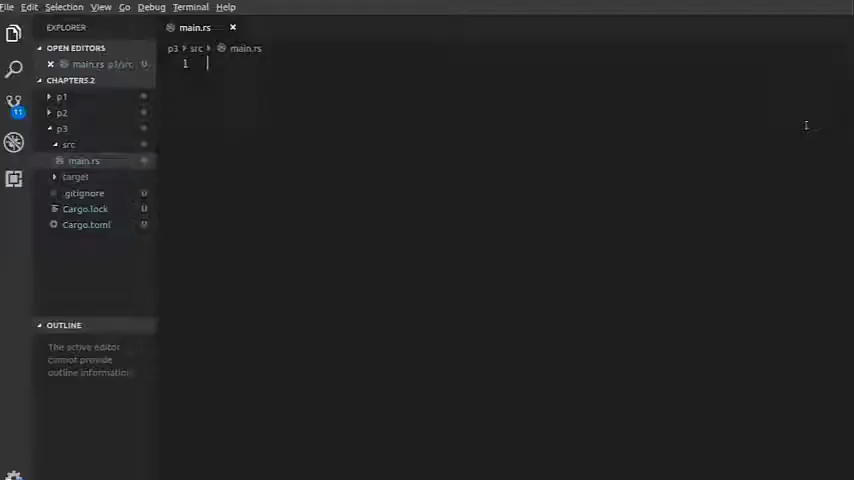 File Edit Selection View Go Debug Terminal Help
EXPLORER
main.rs
OPEN EDITORS
main.rs p3/src U
p3 src main.rs
1
CHAPTER5.2
p1
p2
p3
src
main.rs
target
.gitignore U
Cargo.lock U
Cargo.toml U
11
OUTLINE
The active editor
cannot provide
outline information